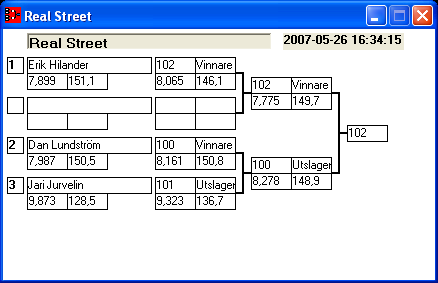 Real Street
Real Street 2007-05-26 16:34:15
1 Erik Hilander 102 Vinnare
7,899 151,1 8,065 146,1
102 Vinnare
7,775 149,7
102
2 Dan Lundström 100 Vinnare
7,987 150,5 8,161 150,8
100 Utslager
8,278 148,9
3 Jari Jurvelin 101 Utslager
9,873 128,5 9,323 136,7